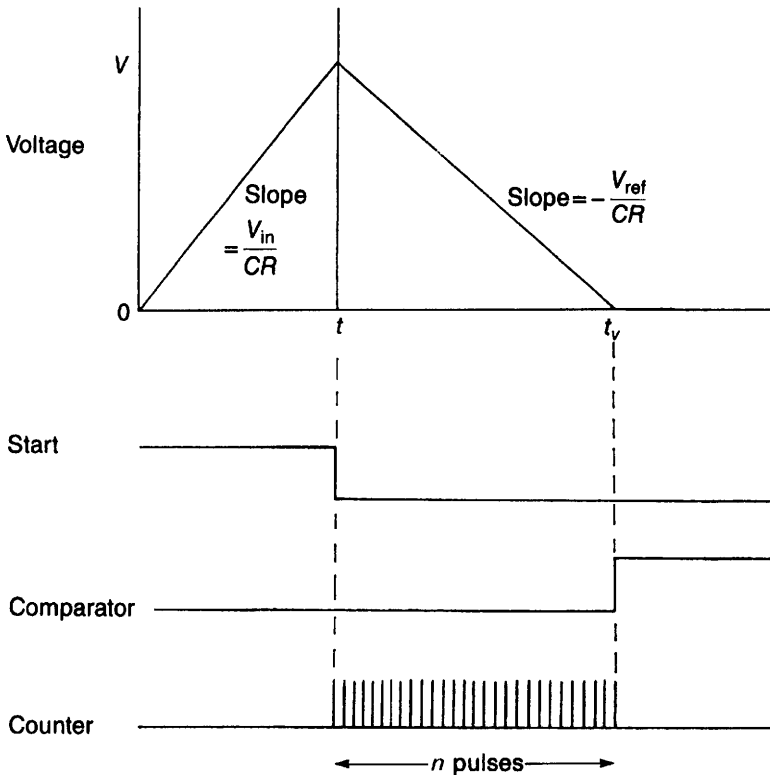 V
Voltage
Slope
= V_in/CR
Slope = − V_ref/CR
0
t
t_v
Start
Comparator
Counter
n pulses